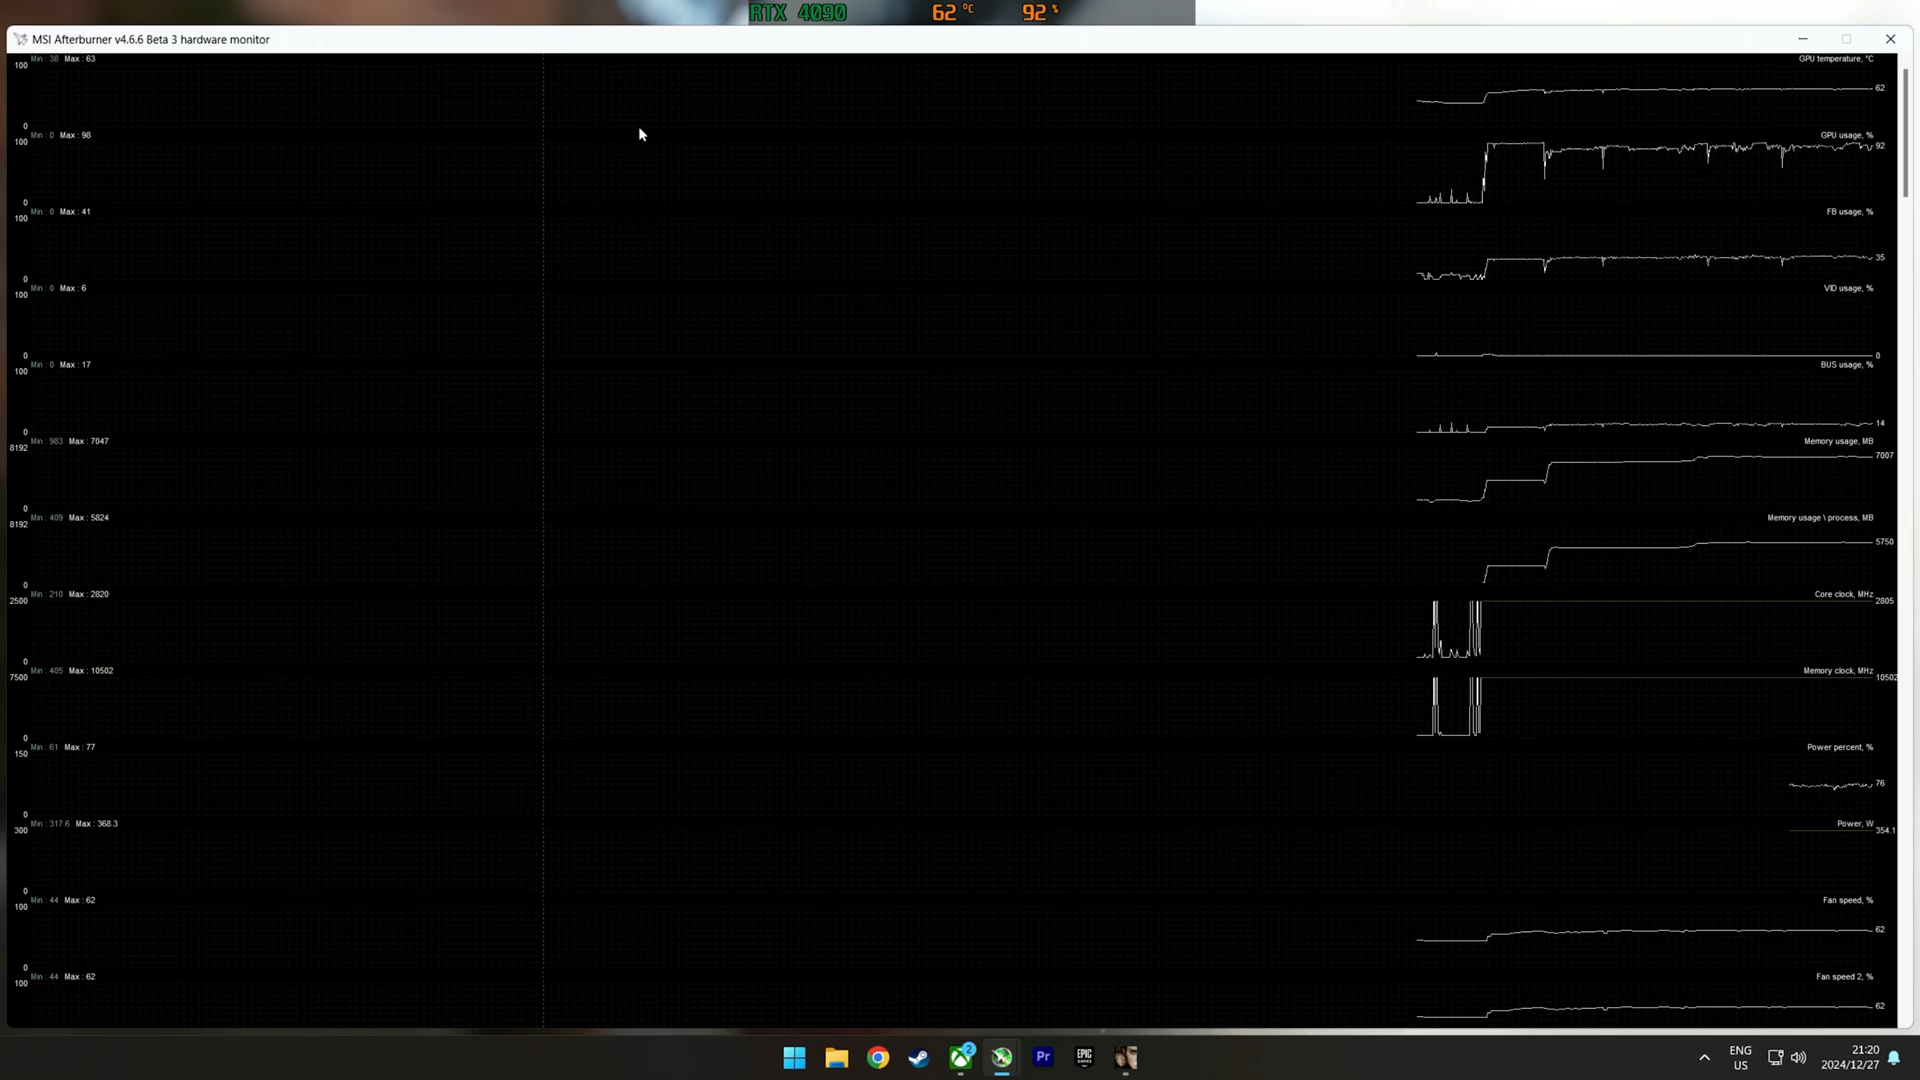 RTX 4090 62 °C 92 %
MSI Afterburner v4.6.6 Beta 3 hardware monitor
Min : 38 Max : 63 GPU temperature, °C
100
62
0
Min : 0 Max : 98 GPU usage, %
100
92
0
Min : 0 Max : 41 FB usage, %
100
35
0
Min : 0 Max : 6 VID usage, %
100
0
0
Min : 0 Max : 17 BUS usage, %
100
14
0
Min : 983 Max : 7047 Memory usage, MB
8192
7007
0
Min : 409 Max : 5824 Memory usage \ process, MB
8192
5750
0
Min : 210 Max : 2820 Core clock, MHz
2500 2805
0
Min : 405 Max : 10502 Memory clock, MHz
7500 10502
0
Min : 61 Max : 77 Power percent, %
150
76
0
Min : 317.6 Max : 368.3 Power, W
300 354.1
0
Min : 44 Max : 62 Fan speed, %
100
62
0
Min : 44 Max : 62 Fan speed 2, %
100
62
2
Pr
EPIC
GAMES
ENG
US
21:20
2024/12/27